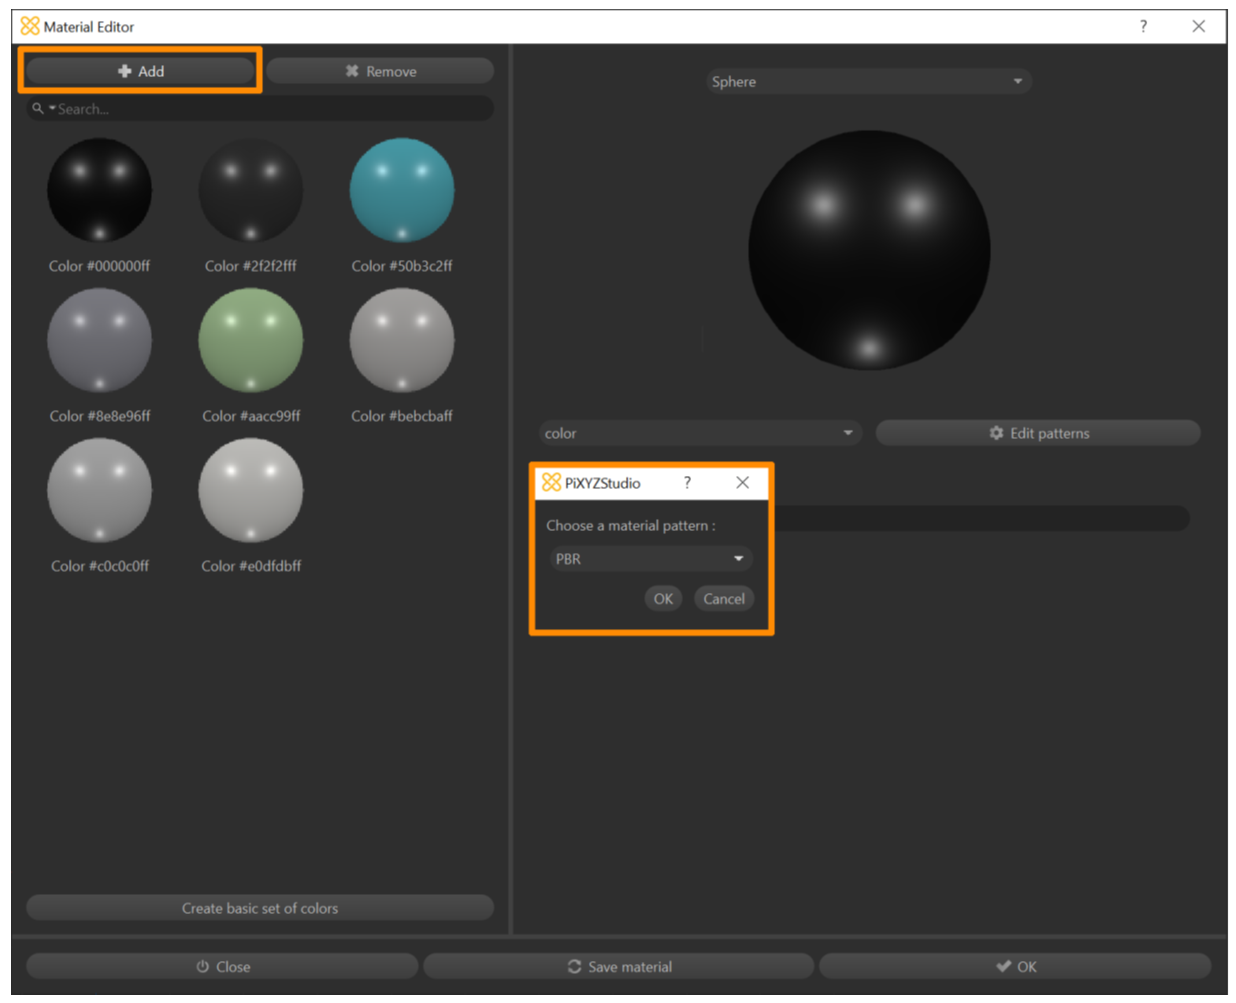 Material Editor
?
Add
Remove
Search...
Sphere
Color #000000ff
Color #2f2f2fff
Color #50b3c2ff
Color #8e8e96ff
Color #aacc99ff
Color #bebcbaff
color
Edit patterns
PiXYZStudio
?
Choose a material pattern :
PBR
OK
Cancel
Color #c0c0c0ff
Color #e0dfdbff
Create basic set of colors
Close
Save material
OK